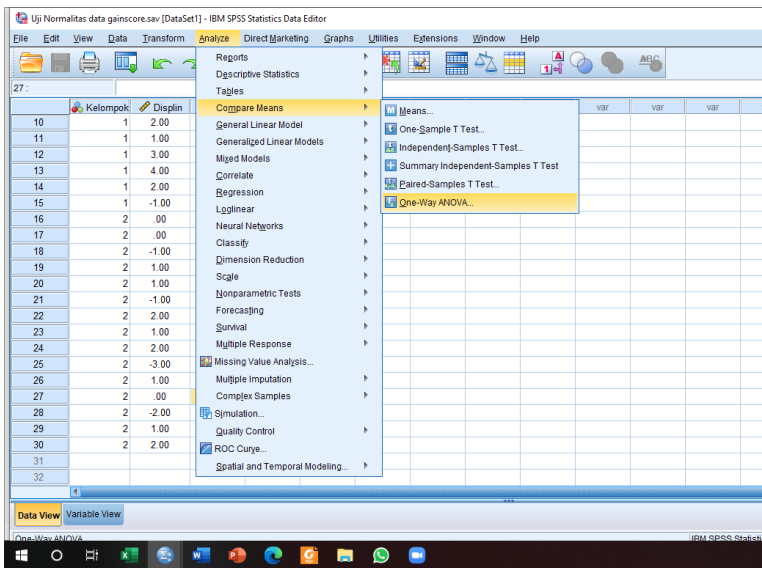 Uji Normalitas data gainscore.sav [DataSet1] - IBM SPSS Statistics Data Editor
File Edit View Data Transform Analyze Direct Marketing Graphs Utilities Extensions Window Help
27 :
Kelompok Displin var var var
10 1 2.00
11 1 1.00
12 1 3.00
13 1 4.00
14 1 2.00
15 1 -1.00
16 2 .00
17 2 .00
18 2 -1.00
19 2 1.00
20 2 1.00
21 2 -1.00
22 2 2.00
23 2 1.00
24 2 2.00
25 2 -3.00
26 2 1.00
27 2 .00
28 2 -2.00
29 2 1.00
30 2 2.00
31
32
Reports
Descriptive Statistics
Tables
Compare Means
General Linear Model
Generalized Linear Models
Mixed Models
Correlate
Regression
Loglinear
Neural Networks
Classify
Dimension Reduction
Scale
Nonparametric Tests
Forecasting
Survival
Multiple Response
Missing Value Analysis...
Multiple Imputation
Complex Samples
Simulation...
Quality Control
ROC Curve...
Spatial and Temporal Modeling...
Means...
One-Sample T Test...
Independent-Samples T Test...
Summary Independent-Samples T Test
Paired-Samples T Test...
One-Way ANOVA...
Data View Variable View
One-Way ANOVA
IBM SPSS Statisti